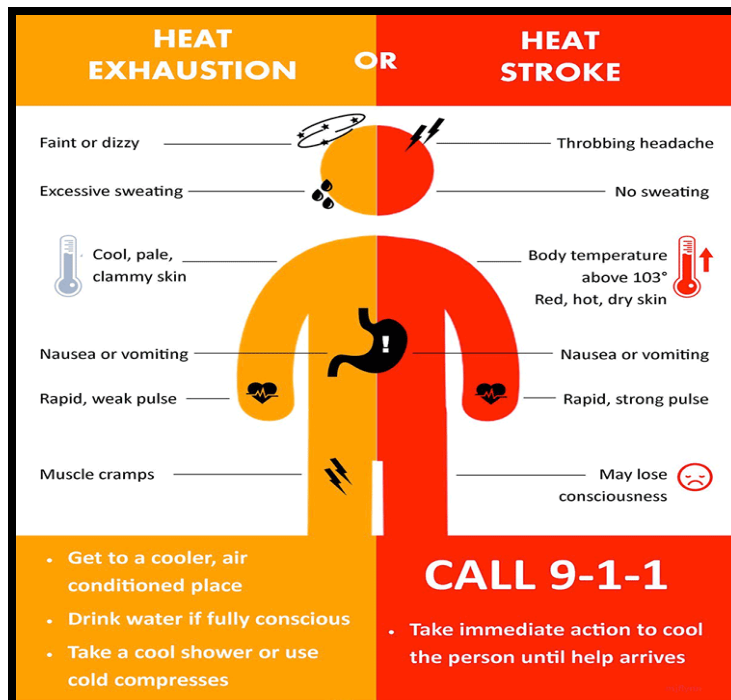 HEAT
EXHAUSTION
OR
HEAT
STROKE
Faint or dizzy
Throbbing headache
Excessive sweating
No sweating
Cool, pale,
clammy skin
Body temperature
above 103°
Red, hot, dry skin
!
Nausea or vomiting
Nausea or vomiting
Rapid, weak pulse
Rapid, strong pulse
Muscle cramps
May lose
consciousness
• Get to a cooler, air
conditioned place
• Drink water if fully conscious
• Take a cool shower or use
cold compresses
CALL 9-1-1
• Take immediate action to cool
the person until help arrives